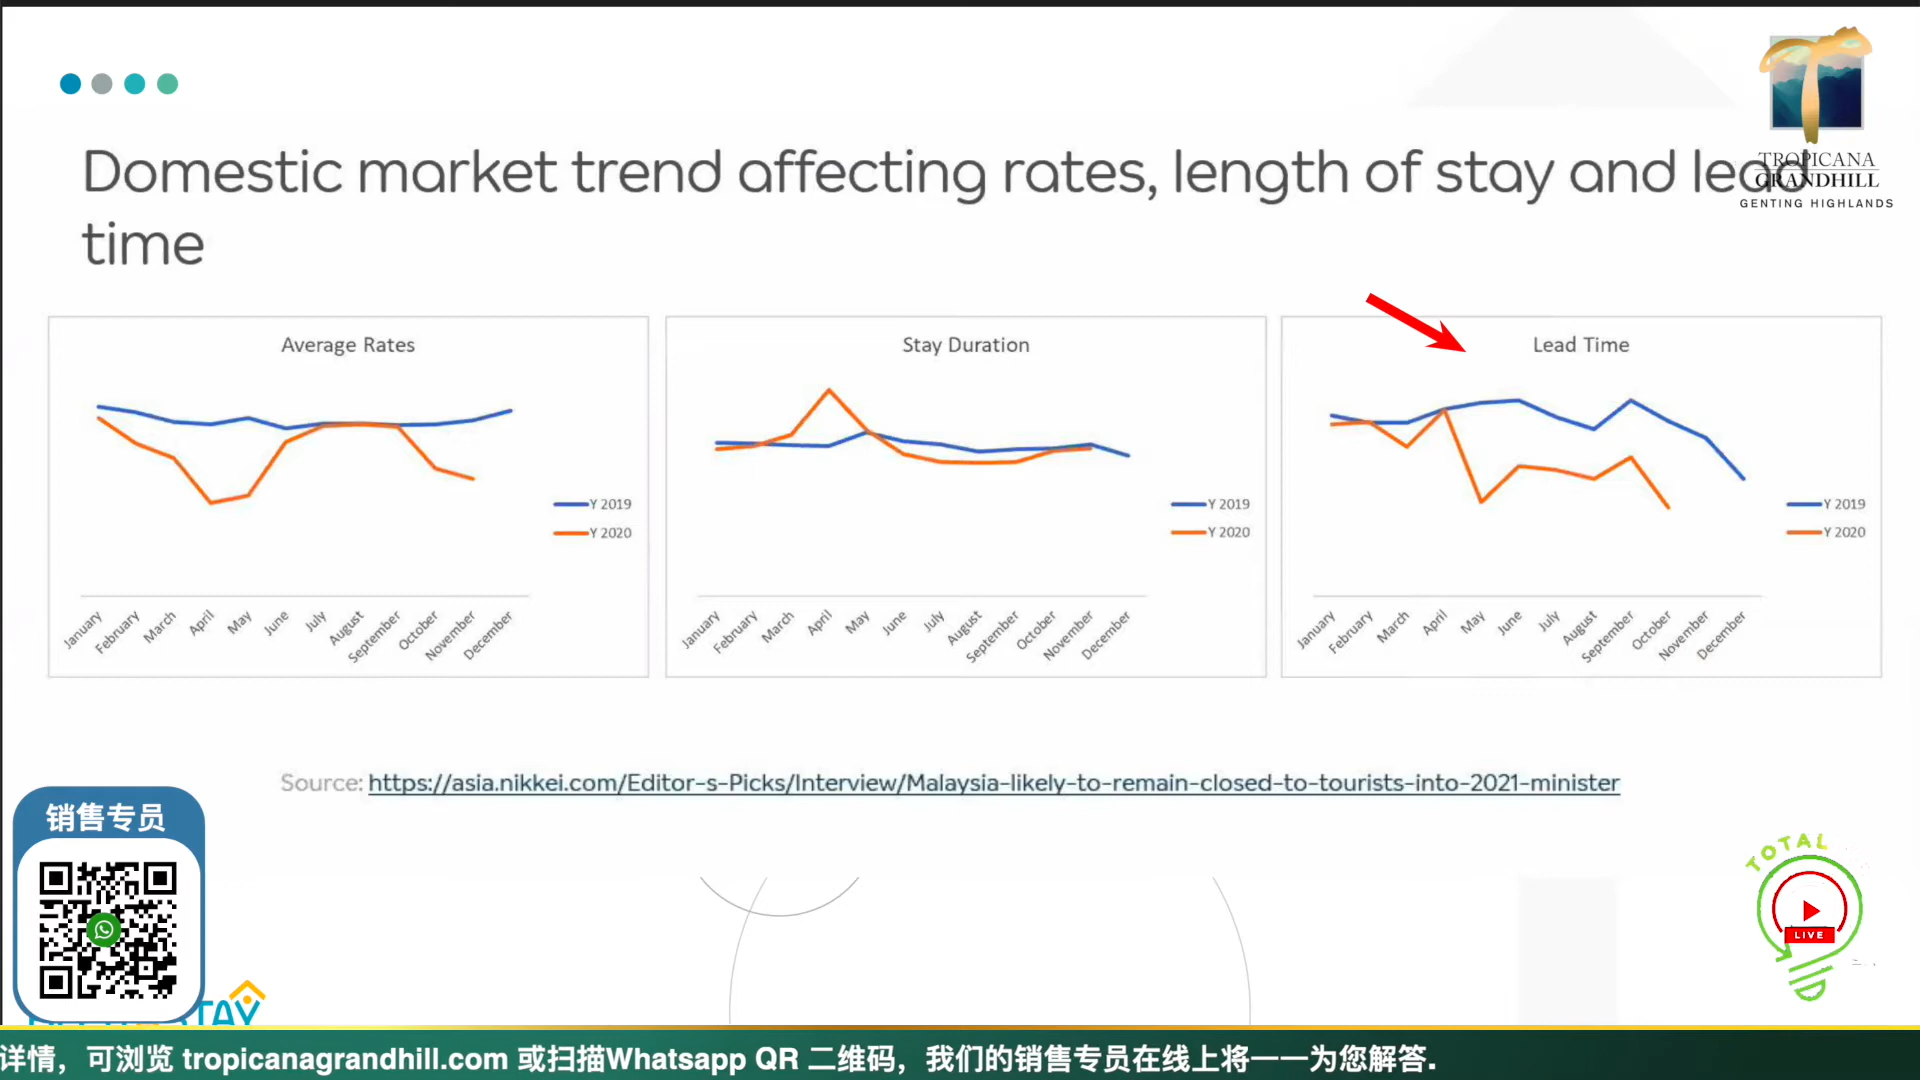 Domestic market trend affecting rates, length of stay and lead
time
TROPICANA
GRANDHILL
GENTING HIGHLANDS
Average Rates
Y 2019
Y 2020
January
February
March
April
May
June
July
August
September
October
November
December
Stay Duration
Y 2019
Y 2020
January
February
March
April
May
June
July
August
September
October
November
December
Lead Time
Y 2019
Y 2020
January
February
March
April
May
June
July
August
September
October
November
December
Source: https://asia.nikkei.com/Editor-s-Picks/Interview/Malaysia-likely-to-remain-closed-to-tourists-into-2021-minister
销售专员
TOTAL
LIVE
详情，可浏览 tropicanagrandhill.com 或扫描Whatsapp QR 二维码，我们的销售专员在线上将一一为您解答.